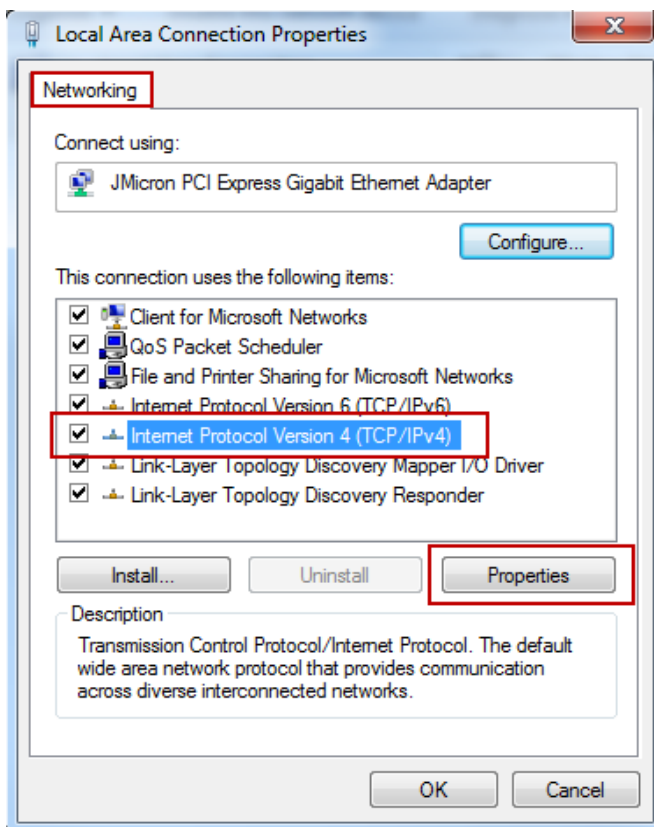 Local Area Connection Properties
Networking
Connect using:
JMicron PCI Express Gigabit Ethernet Adapter
Configure...
This connection uses the following items:
Client for Microsoft Networks
QoS Packet Scheduler
File and Printer Sharing for Microsoft Networks
Internet Protocol Version 6 (TCP/IPv6)
Internet Protocol Version 4 (TCP/IPv4)
Link-Layer Topology Discovery Mapper I/O Driver
Link-Layer Topology Discovery Responder
Install... Uninstall Properties
Description
Transmission Control Protocol/Internet Protocol. The default
wide area network protocol that provides communication
across diverse interconnected networks.
OK Cancel